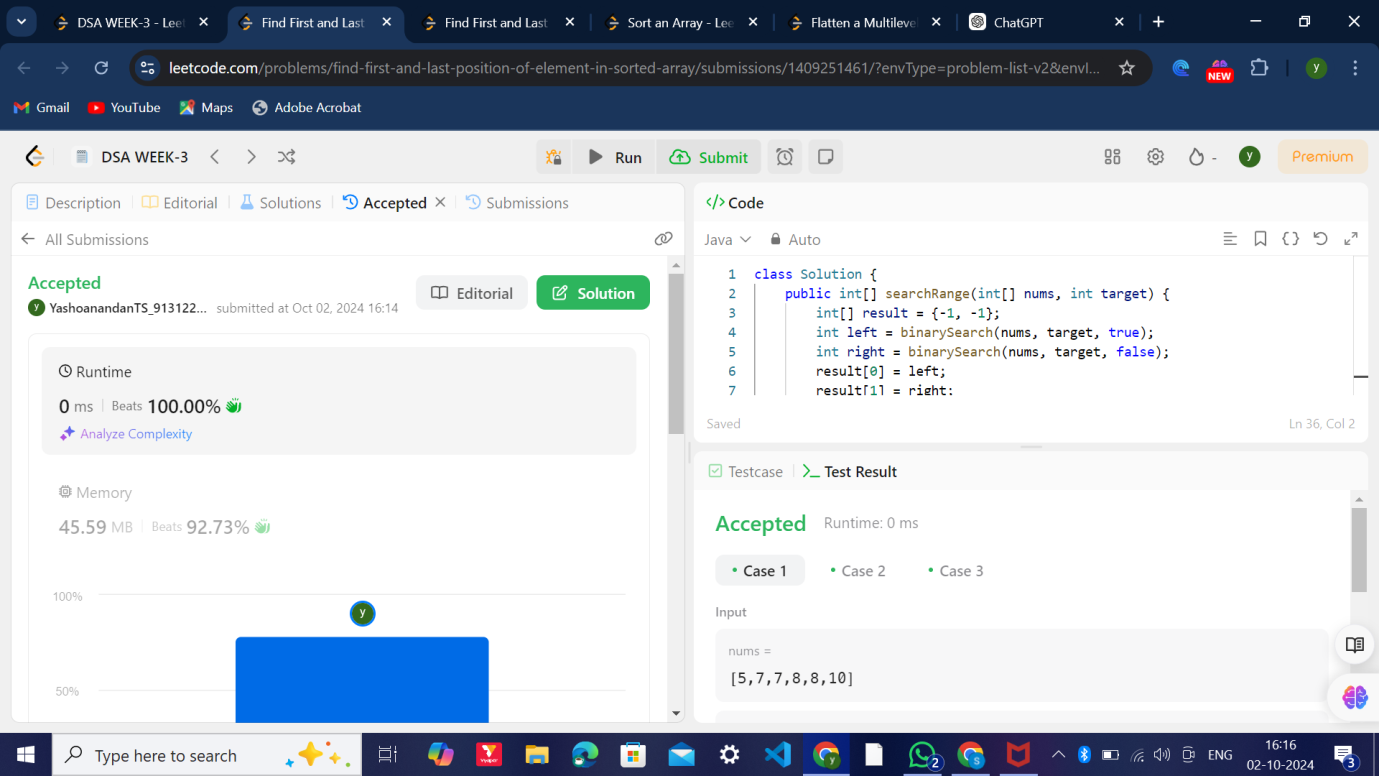 DSA WEEK-3 - Leet
Find First and Last
Find First and Last
Sort an Array - Lee
Flatten a Multilevel
ChatGPT
leetcode.com/problems/find-first-and-last-position-of-element-in-sorted-array/submissions/1409251461/?envType=problem-list-v2&envI...
NEW
y
Gmail
YouTube
Maps
Adobe Acrobat
DSA WEEK-3
Run
Submit
-
y
Premium
Description
Editorial
Solutions
Accepted
Submissions
All Submissions
Accepted
y
YashoanandanTS_913122...
submitted at Oct 02, 2024 16:14
Editorial
Solution
Runtime
0 ms
Beats 100.00%
Analyze Complexity
Memory
45.59 MB
Beats 92.73%
100%
y
50%
</> Code
Java
Auto
1 class Solution {
2 public int[] searchRange(int[] nums, int target) {
3 int[] result = {-1, -1};
4 int left = binarySearch(nums, target, true);
5 int right = binarySearch(nums, target, false);
6 result[0] = left;
7 result[1] = right;
Saved
Ln 36, Col 2
Testcase
Test Result
Accepted
Runtime: 0 ms
• Case 1
• Case 2
• Case 3
Input
nums =
[5,7,7,8,8,10]
Type here to search
2
ENG
16:16
02-10-2024
3